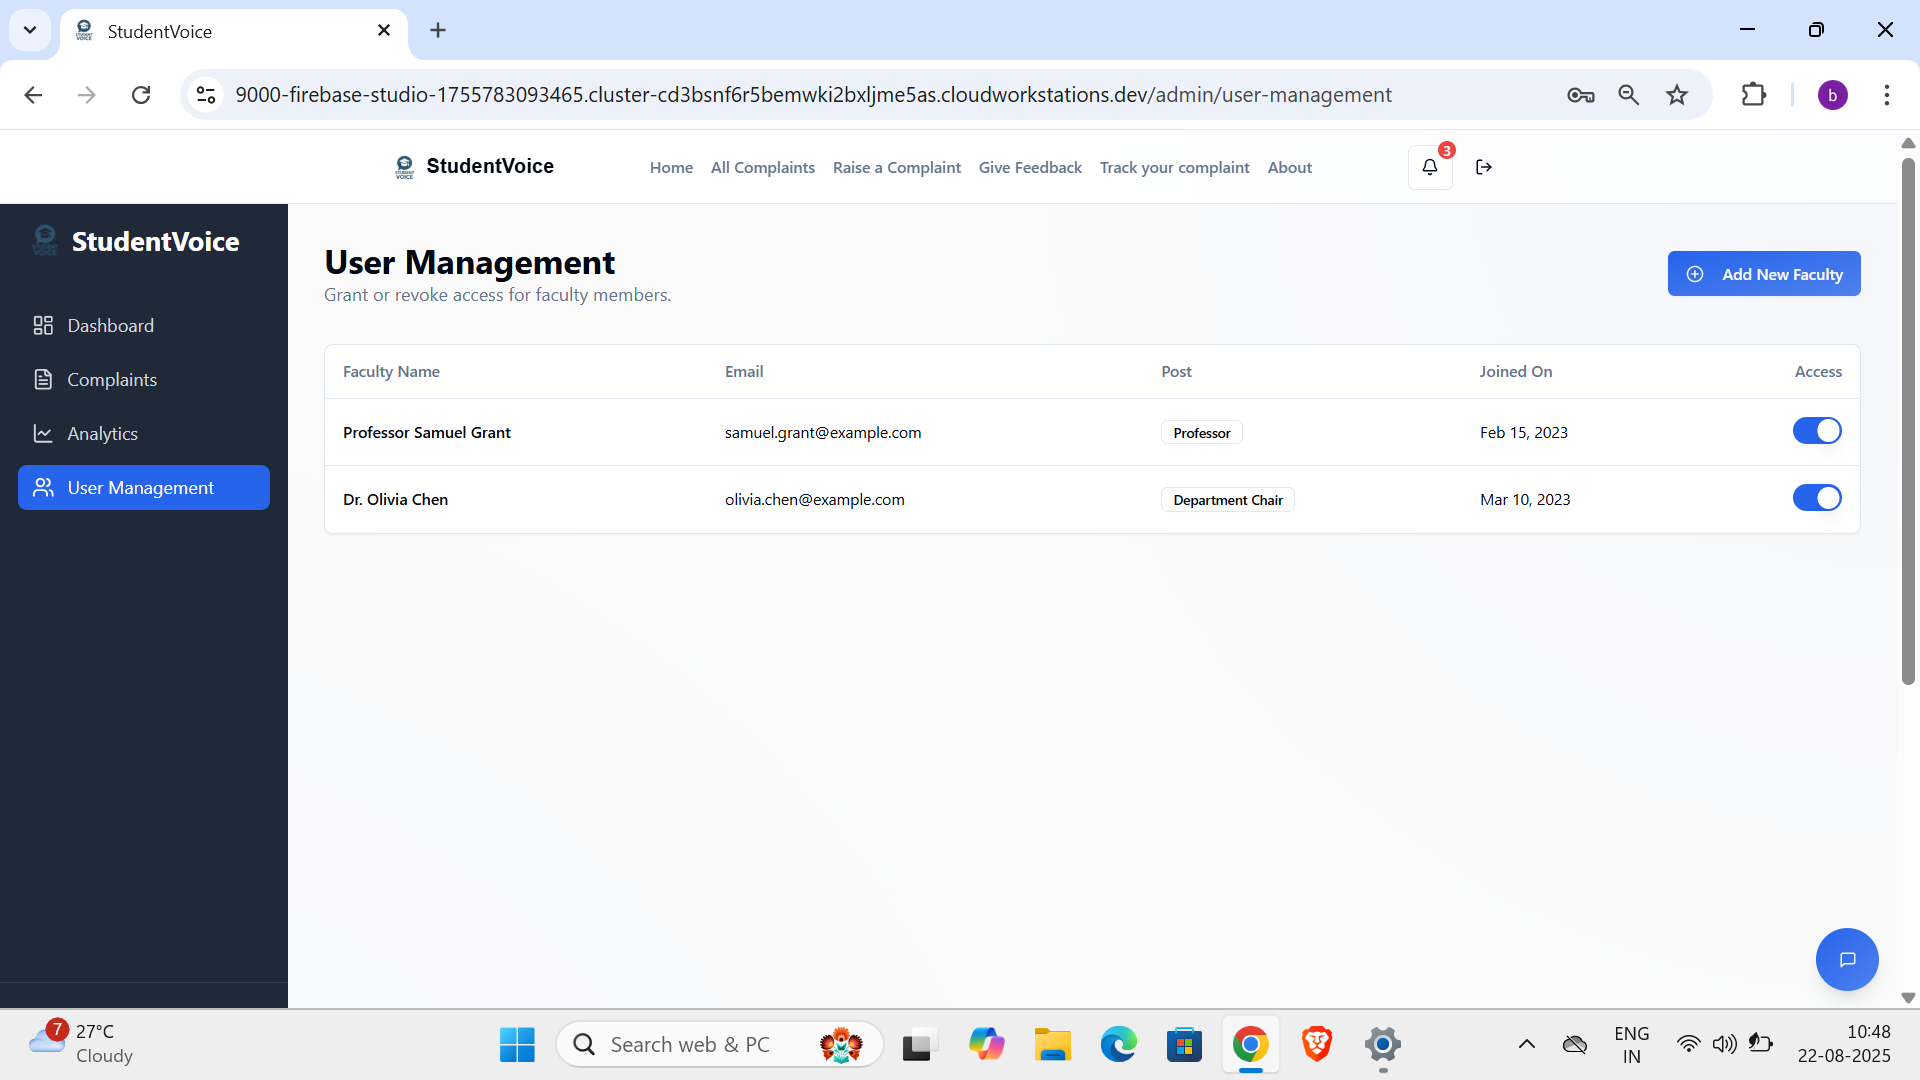 StudentVoice
9000-firebase-studio-1755783093465.cluster-cd3bsnf6r5bemwki2bxljme5as.cloudworkstations.dev/admin/user-management
b
StudentVoice
Home All Complaints Raise a Complaint Give Feedback Track your complaint About
3
StudentVoice
Dashboard
Complaints
Analytics
User Management
User Management
Grant or revoke access for faculty members.
Add New Faculty
Faculty Name Email Post Joined On Access
Professor Samuel Grant samuel.grant@example.com Professor Feb 15, 2023
Dr. Olivia Chen olivia.chen@example.com Department Chair Mar 10, 2023
7
27°C
Cloudy
Search web & PC
ENG
IN
10:48
22-08-2025